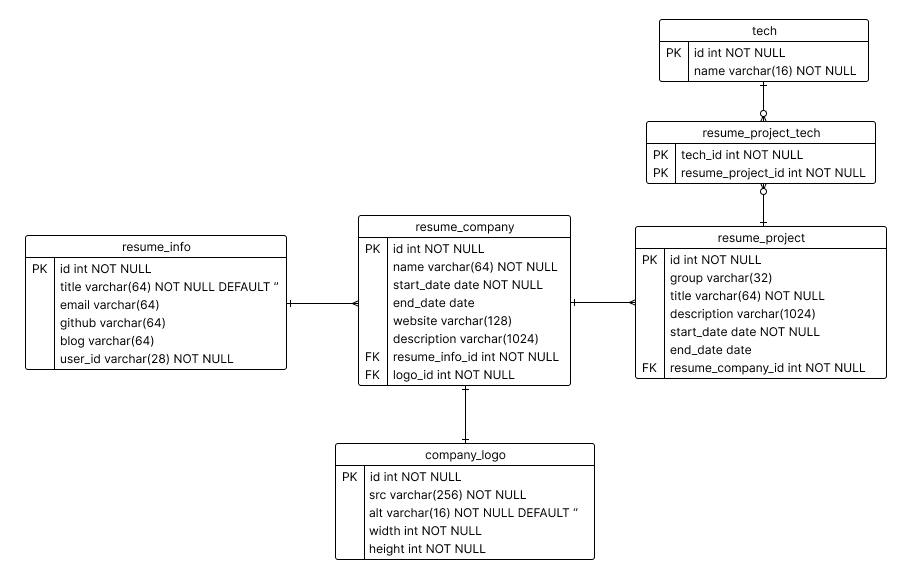 tech
PK id int NOT NULL
name varchar(16) NOT NULL
resume_project_tech
PK tech_id int NOT NULL
PK resume_project_id int NOT NULL
resume_info
PK id int NOT NULL
title varchar(64) NOT NULL DEFAULT “
email varchar(64)
github varchar(64)
blog varchar(64)
user_id varchar(28) NOT NULL
resume_company
PK id int NOT NULL
name varchar(64) NOT NULL
start_date date NOT NULL
end_date date
website varchar(128)
description varchar(1024)
FK resume_info_id int NOT NULL
FK logo_id int NOT NULL
resume_project
PK id int NOT NULL
group varchar(32)
title varchar(64) NOT NULL
description varchar(1024)
start_date date NOT NULL
end_date date
FK resume_company_id int NOT NULL
company_logo
PK id int NOT NULL
src varchar(256) NOT NULL
alt varchar(16) NOT NULL DEFAULT “
width int NOT NULL
height int NOT NULL